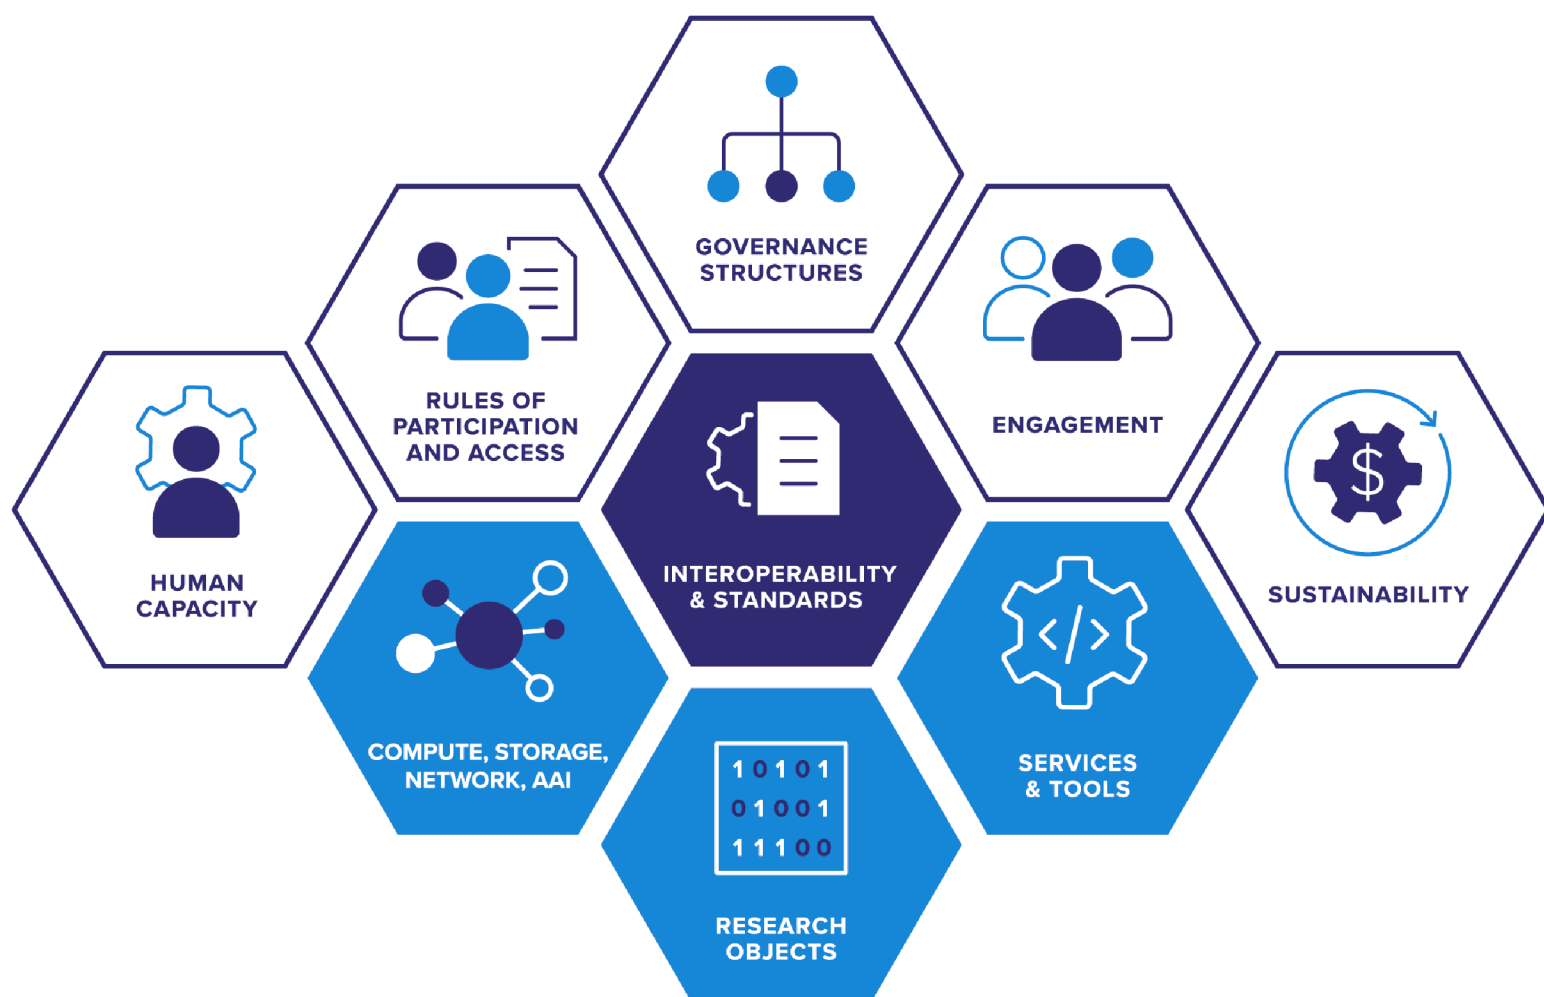 GOVERNANCE
STRUCTURES
RULES OF
PARTICIPATION
AND ACCESS
ENGAGEMENT
HUMAN
CAPACITY
INTEROPERABILITY
& STANDARDS
$
SUSTAINABILITY
COMPUTE, STORAGE,
NETWORK, AAI
</>
SERVICES
& TOOLS
10101
01001
11100
RESEARCH
OBJECTS